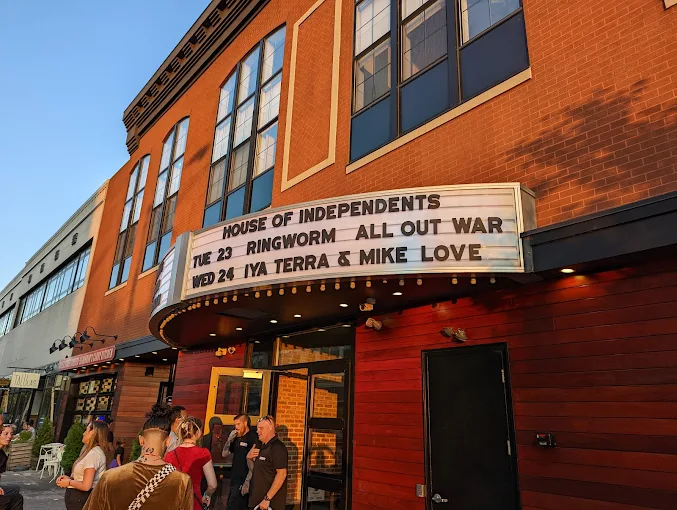 HOUSE OF INDEPENDENTS
TUE 23 RINGWORM ALL OUT WAR
WED 24 IYA TERRA & MIKE LOVE